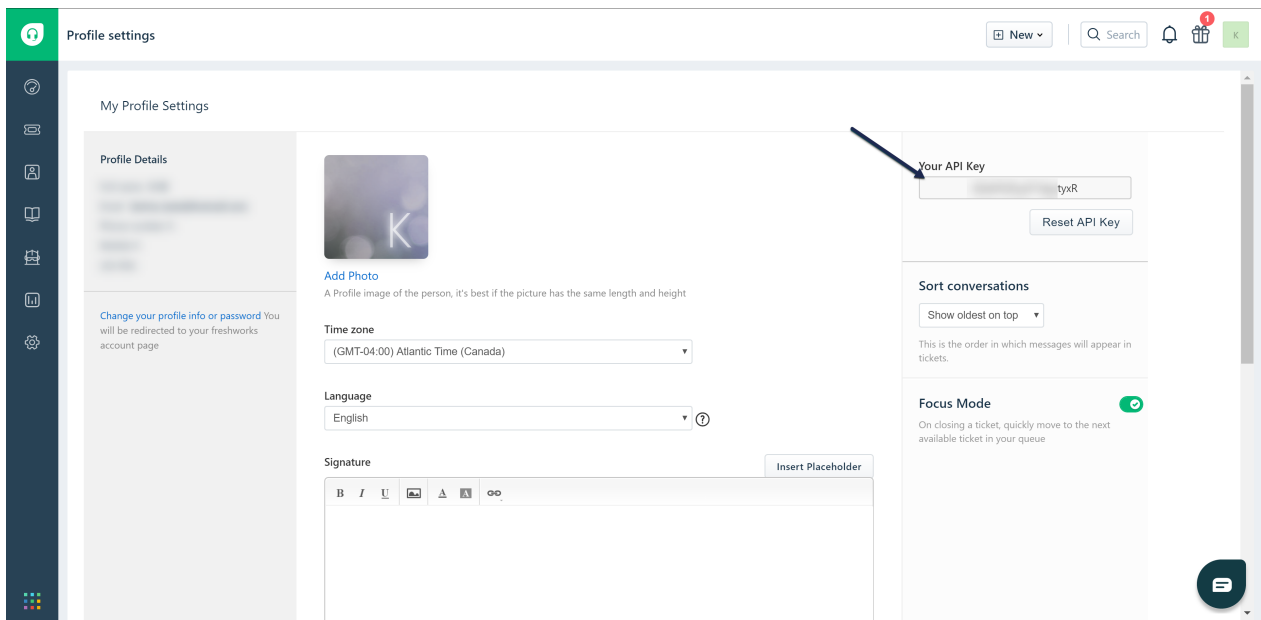 Profile settings
New
Search
1
K
My Profile Settings
Profile Details
Change your profile info or password You
will be redirected to your freshworks
account page
K
Add Photo
A Profile image of the person, it's best if the picture has the same length and height
Time zone
(GMT-04:00) Atlantic Time (Canada)
Language
English
?
Signature
Insert Placeholder
B I U A A
Your API Key
tyxR
Reset API Key
Sort conversations
Show oldest on top
This is the order in which messages will appear in
tickets.
Focus Mode
On closing a ticket, quickly move to the next
available ticket in your queue